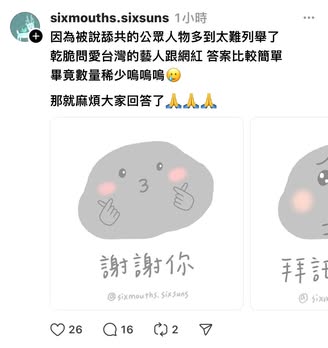 sixmouths.sixsuns 1小時
因為被說舔共的公眾人物多到太難列舉了
乾脆問愛台灣的藝人跟網紅 答案比較簡單
畢竟數量稀少嗚嗚嗚🥲
那就麻煩大家回答了🙏🙏🙏
謝謝你
@sixmouths.sixsuns
拜託
@sixm
26 16 2